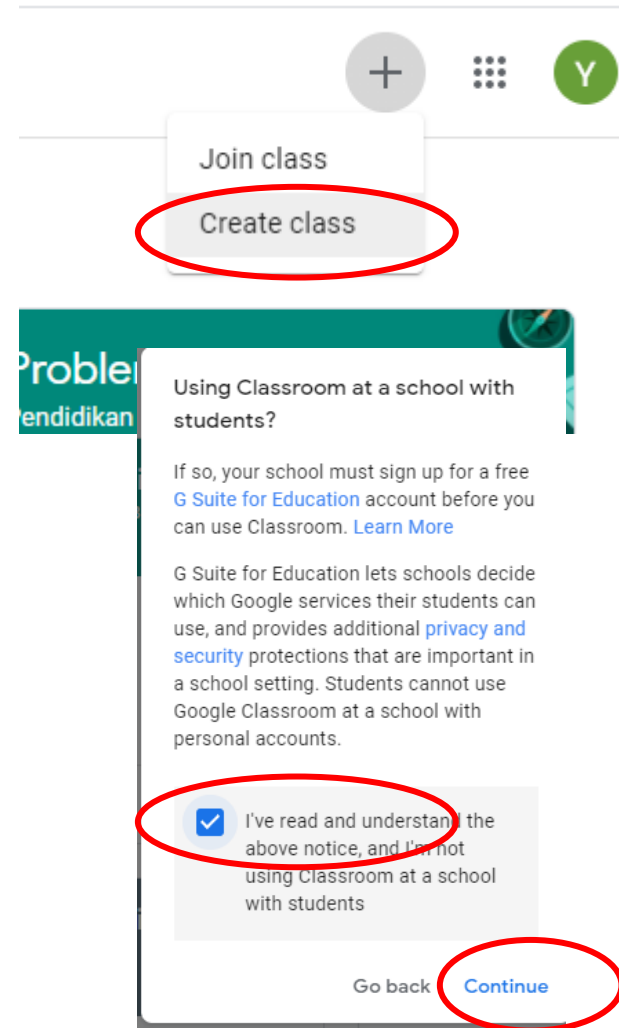 Y
Join class
Create class
Proble
Pendidikan
Using Classroom at a school with
students?
If so, your school must sign up for a free
G Suite for Education account before you
can use Classroom. Learn More
G Suite for Education lets schools decide
which Google services their students can
use, and provides additional privacy and
security protections that are important in
a school setting. Students cannot use
Google Classroom at a school with
personal accounts.
I've read and understand the
above notice, and I'm not
using Classroom at a school
with students
Go back Continue